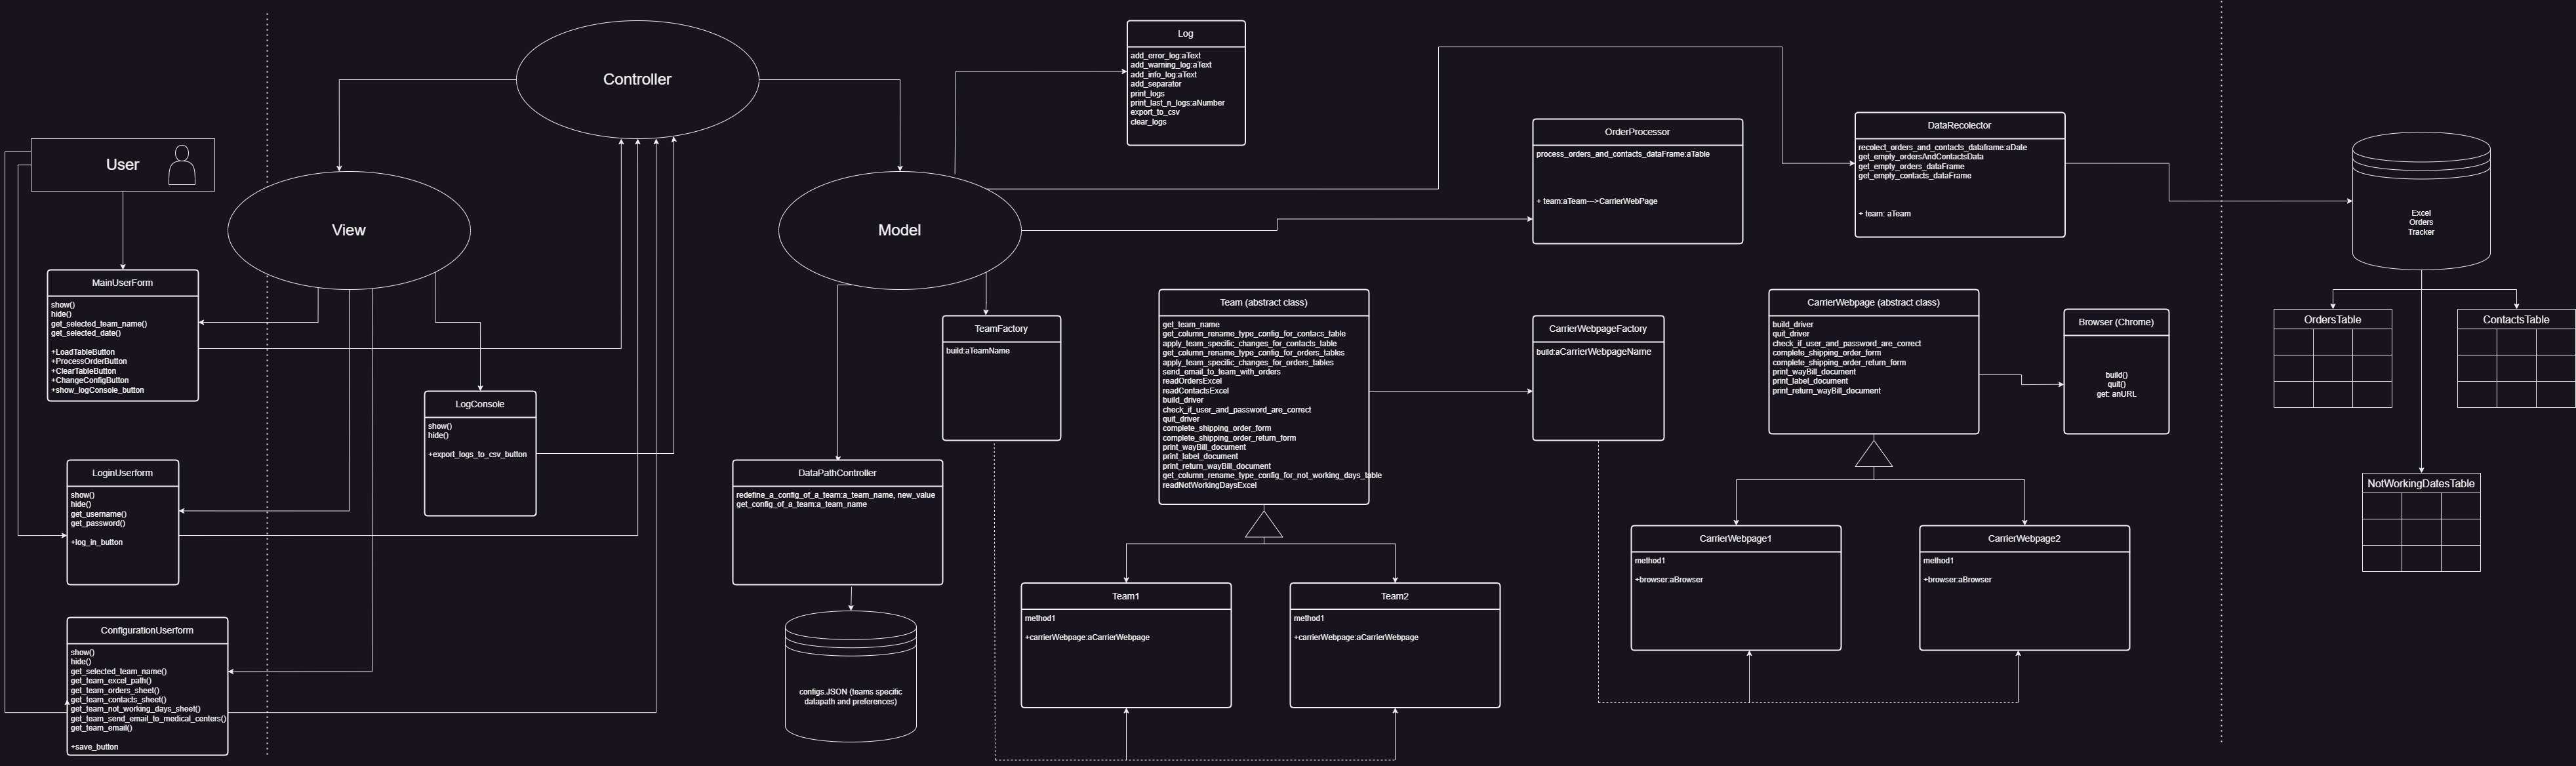 Controller
User
View
Model
Log
add_error_log:aText
add_warning_log:aText
add_info_log:aText
add_separator
print_logs
print_last_n_logs:aNumber
export_to_csv
clear_logs
OrderProcessor
process_orders_and_contacts_dataFrame:aTable
+ team:aTeam--->CarrierWebPage
DataRecolector
recolect_orders_and_contacts_dataframe:aDate
get_empty_ordersAndContactsData
get_empty_orders_dataFrame
get_empty_contacts_dataFrame
+ team: aTeam
Excel
Orders
Tracker
MainUserForm
show()
hide()
get_selected_team_name()
get_selected_date()
+LoadTableButton
+ProcessOrderButton
+ClearTableButton
+ChangeConfigButton
+show_logConsole_button
LogConsole
show()
hide()
+export_logs_to_csv_button
LoginUserform
show()
hide()
get_username()
get_password()
+log_in_button
ConfigurationUserform
show()
hide()
get_selected_team_name()
get_team_excel_path()
get_team_orders_sheet()
get_team_contacts_sheet()
get_team_not_working_days_sheet()
get_team_send_email_to_medical_centers()
get_team_email()
+save_button
TeamFactory
build:aTeamName
DataPathController
redefine_a_config_of_a_team:a_team_name, new_value
get_config_of_a_team:a_team_name
configs.JSON (teams specific
datapath and preferences)
Team (abstract class)
get_team_name
get_column_rename_type_config_for_contacs_table
apply_team_specific_changes_for_contacts_table
get_column_rename_type_config_for_orders_tables
apply_team_specific_changes_for_orders_tables
send_email_to_team_with_orders
readOrdersExcel
readContactsExcel
build_driver
check_if_user_and_password_are_correct
quit_driver
complete_shipping_order_form
complete_shipping_order_return_form
print_wayBill_document
print_label_document
print_return_wayBill_document
get_column_rename_type_config_for_not_working_days_table
readNotWorkingDaysExcel
Team1
method1
+carrierWebpage:aCarrierWebpage
Team2
method1
+carrierWebpage:aCarrierWebpage
CarrierWebpageFactory
build:aCarrierWebpageName
CarrierWebpage (abstract class)
build_driver
quit_driver
check_if_user_and_password_are_correct
complete_shipping_order_form
complete_shipping_order_return_form
print_wayBill_document
print_label_document
print_return_wayBill_document
Browser (Chrome)
build()
quit()
get: anURL
CarrierWebpage1
method1
+browser:aBrowser
CarrierWebpage2
method1
+browser:aBrowser
OrdersTable
ContactsTable
NotWorkingDatesTable